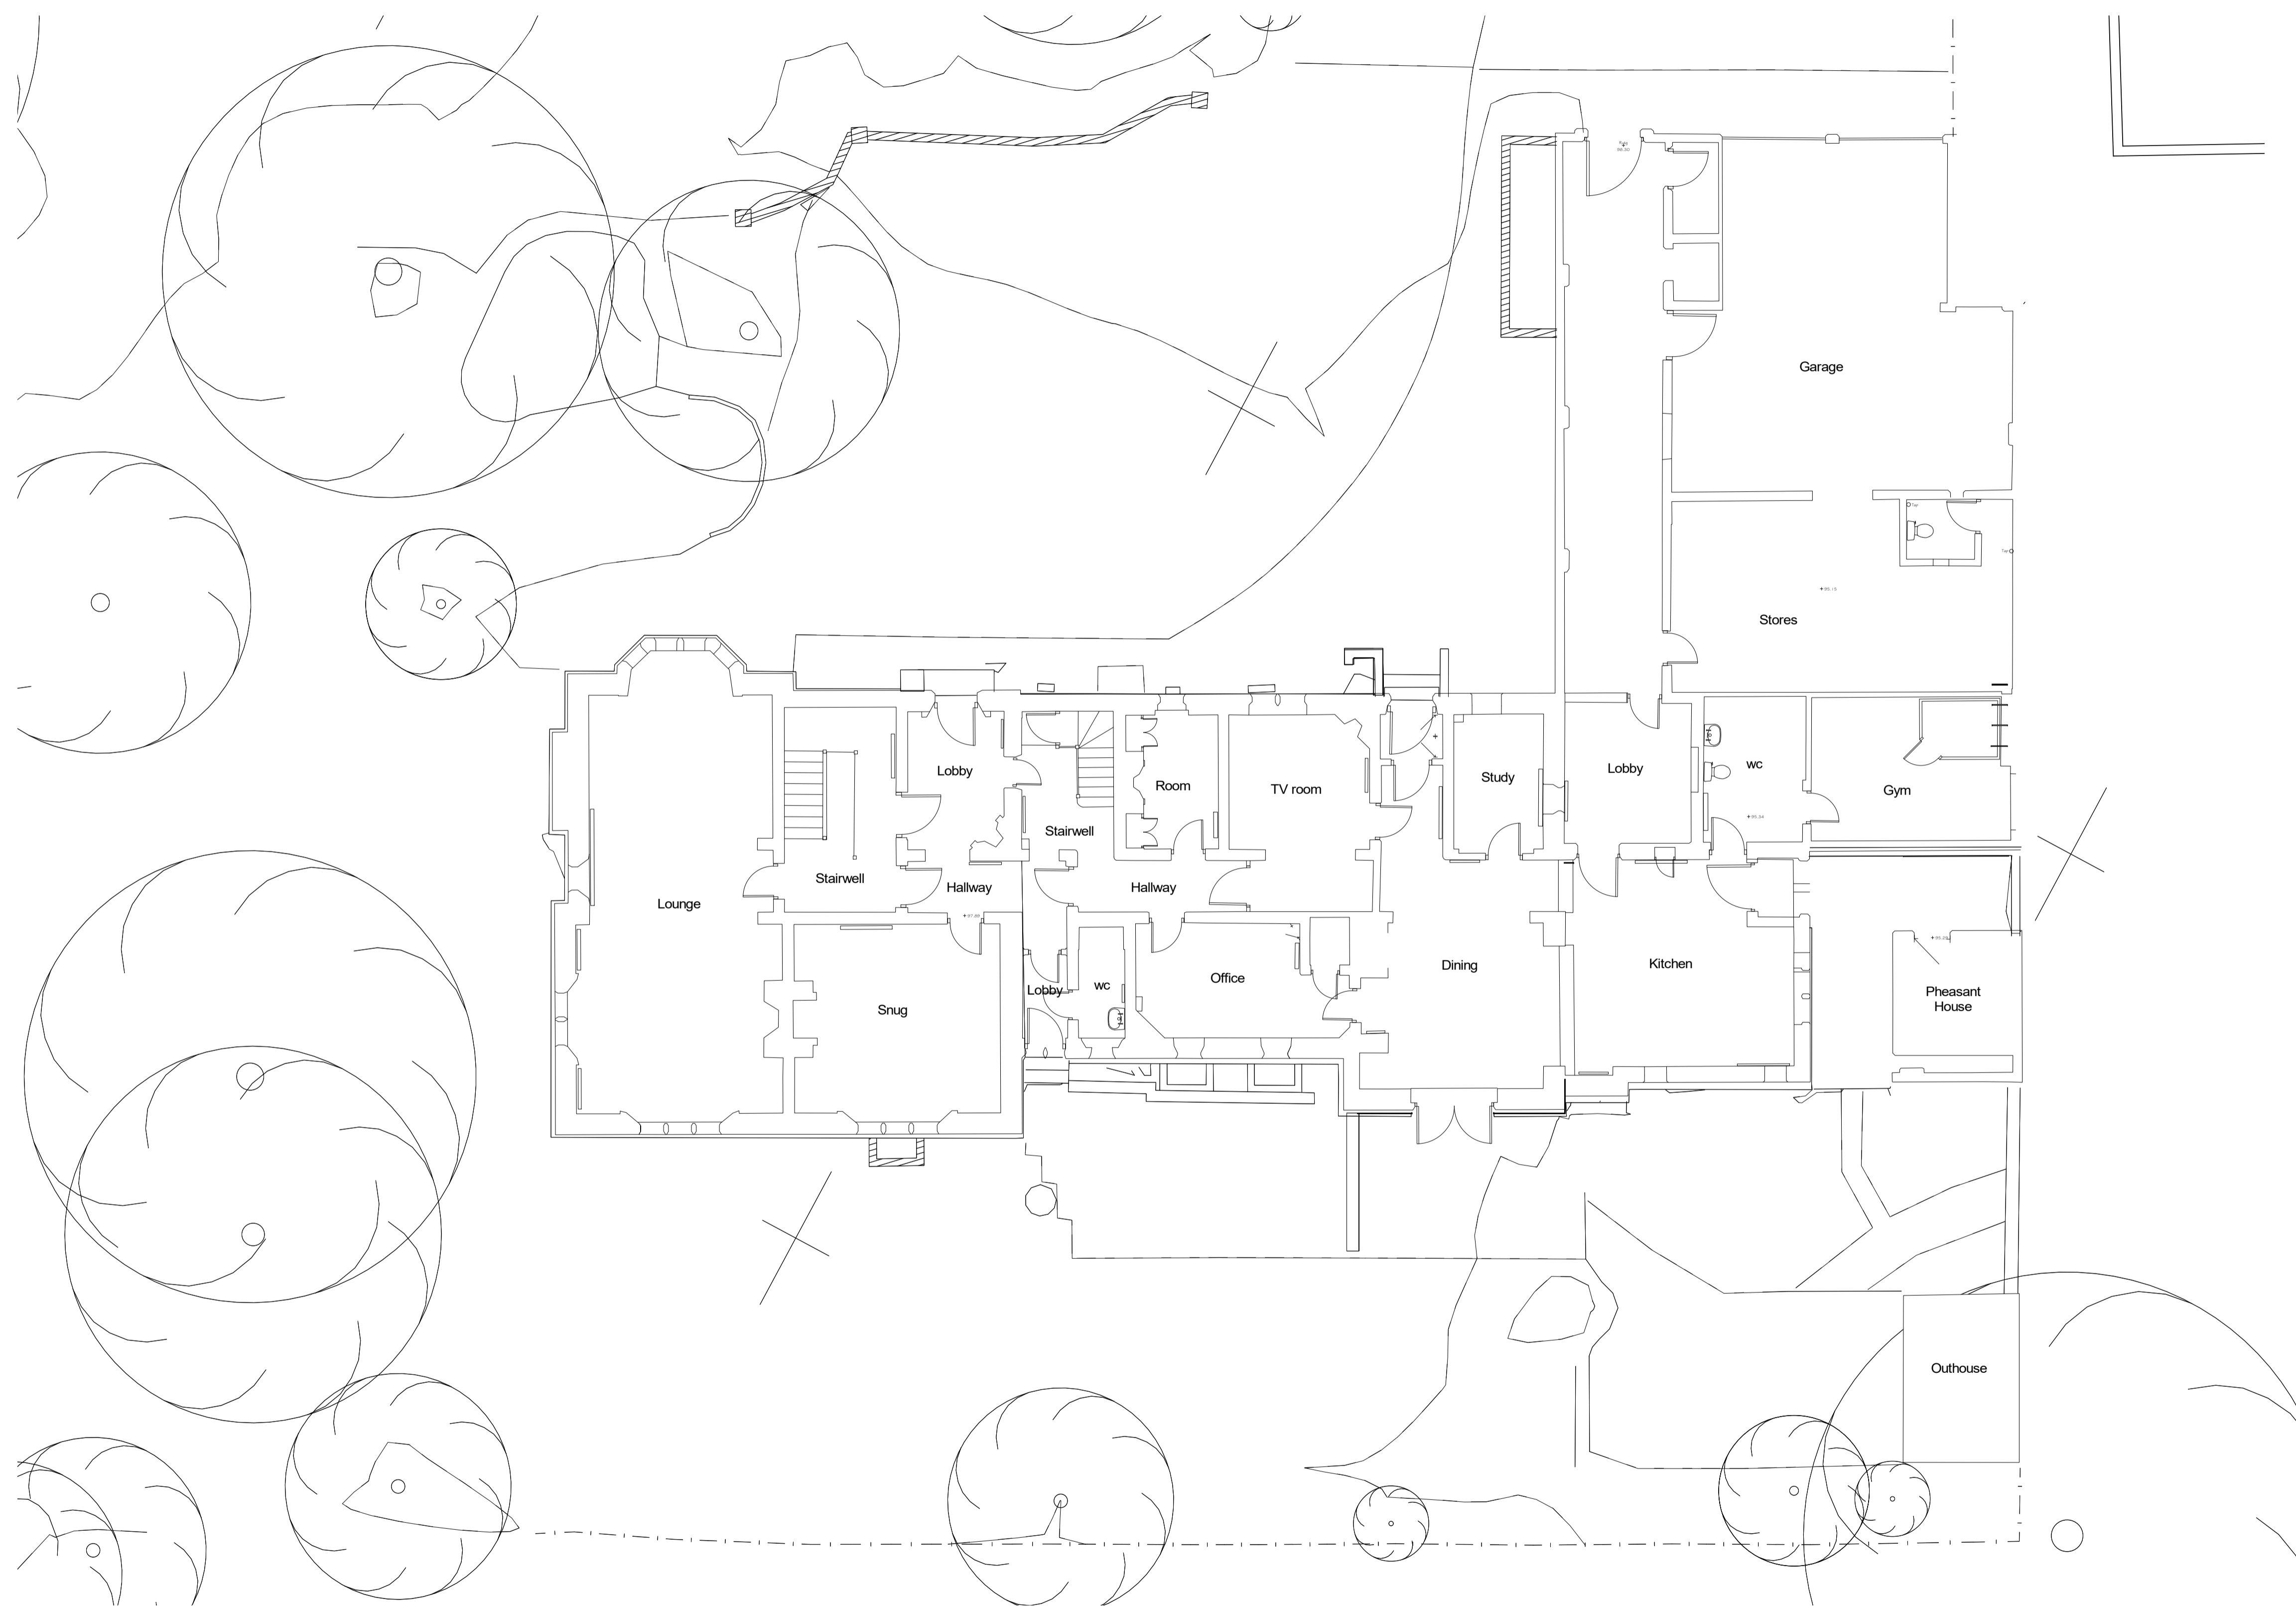 Garage
Stores
Lobby
Room
TV room
Study
Lobby
wc
Gym
Stairwell
Stairwell
Hallway
Hallway
Lounge
Snug
Lobby
wc
Office
Dining
Kitchen
Pheasant
House
Outhouse